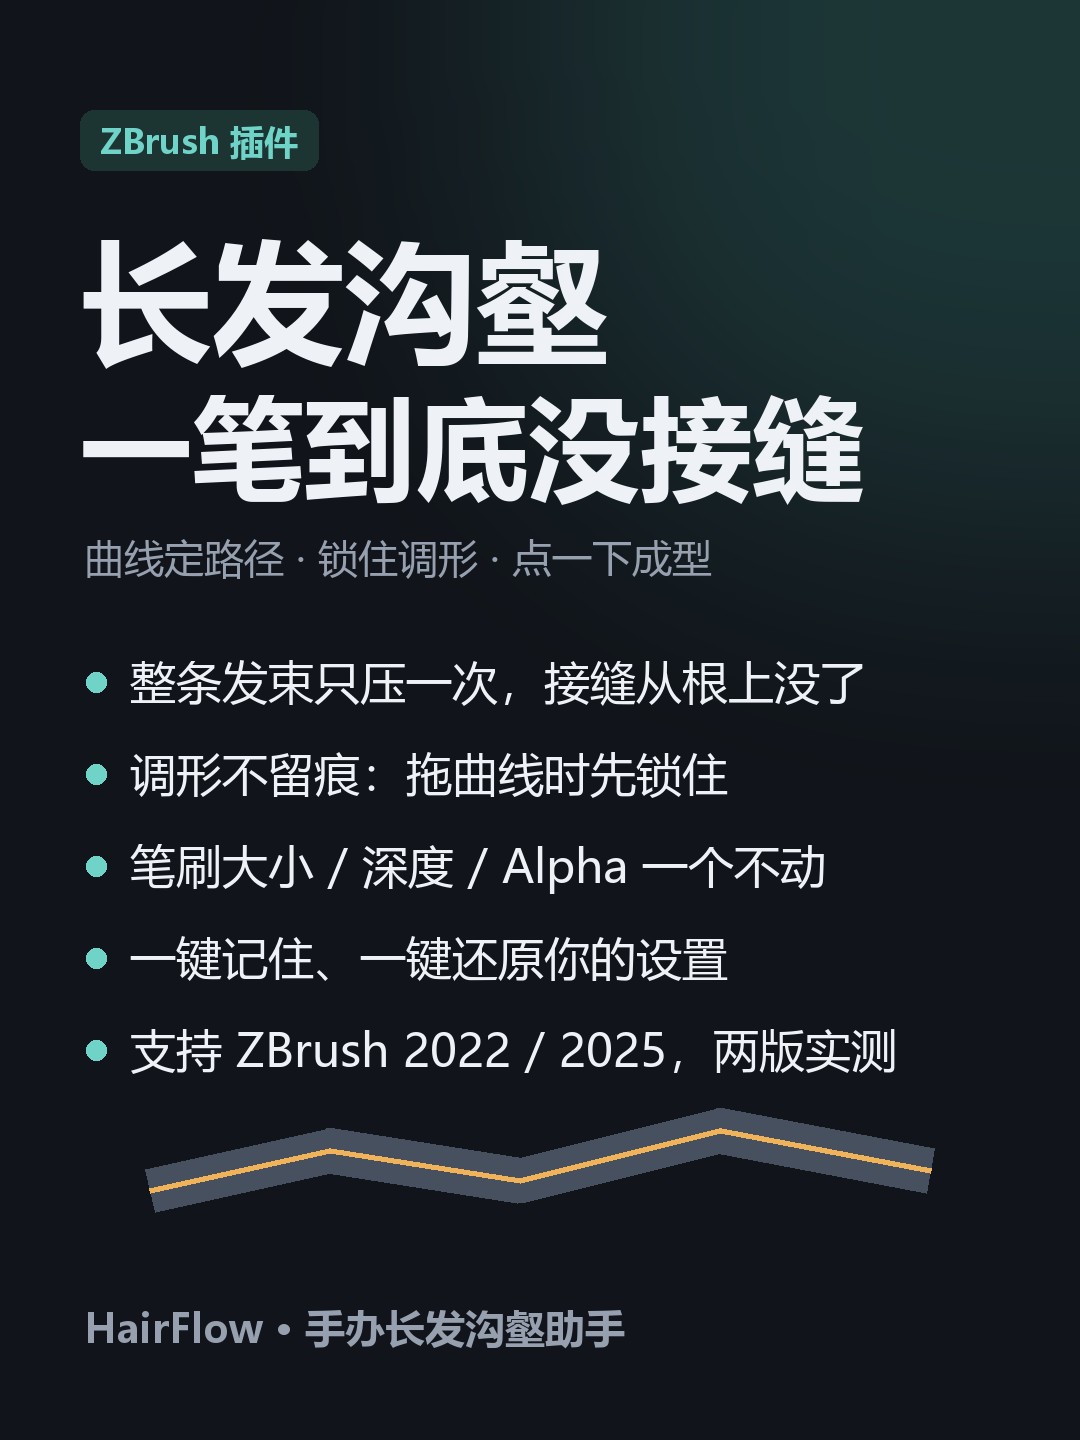 ZBrush 插件
长发沟壑
一笔到底没接缝
曲线定路径 · 锁住调形 · 点一下成型
整条发束只压一次，接缝从根上没了
调形不留痕：拖曲线时先锁住
笔刷大小 / 深度 / Alpha 一个不动
一键记住、一键还原你的设置
支持 ZBrush 2022 / 2025，两版实测
HairFlow • 手办长发沟壑助手